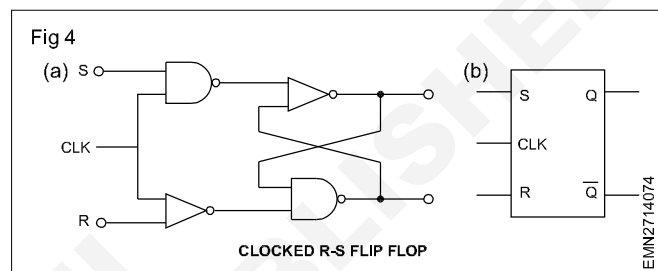 Fig 4
(a)
S
CLK
R
(b)
S
Q
CLK
R
Q̅
CLOCKED R-S FLIP FLOP
EMN2714074